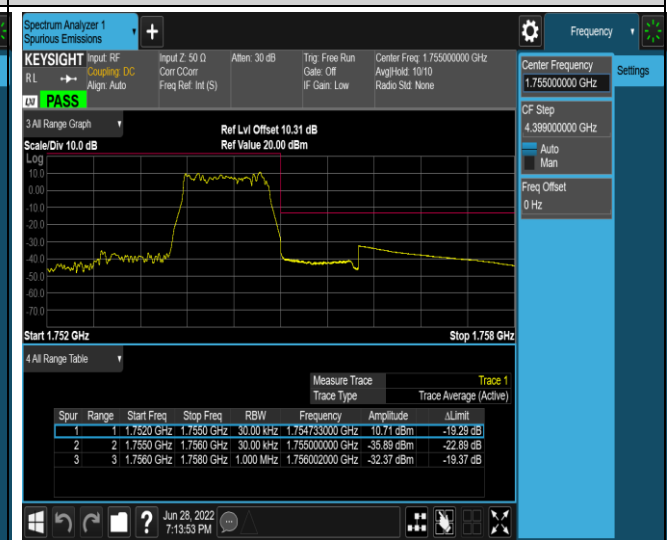 Spectrum Analyzer 1
Spurious Emissions
+
Frequency
KEYSIGHT Input: RF Input Z: 50 Ω Atten: 30 dB Trig: Free Run Center Freq: 1.755000000 GHz
RL Coupling: DC Corr CCorr Gate: Off Avg|Hold: 10/10
Align: Auto Freq Ref: Int (S) IF Gain: Low Radio Std: None
LXI PASS
Center Frequency
1.755000000 GHz
Settings
CF Step
4.399000000 GHz
Auto
Man
Freq Offset
0 Hz
3 All Range Graph
Ref Lvl Offset 10.31 dB
Scale/Div 10.0 dB Ref Value 20.00 dBm
Log
10.0
0.00
-10.0
-20.0
-30.0
-40.0
-50.0
-60.0
-70.0
Start 1.752 GHz Stop 1.758 GHz
4 All Range Table
Measure Trace Trace 1
Trace Type Trace Average (Active)
Spur Range Start Freq Stop Freq RBW Frequency Amplitude ΔLimit
1 1 1.7520 GHz 1.7550 GHz 30.00 kHz 1.754733000 GHz 10.71 dBm -19.29 dB
2 2 1.7550 GHz 1.7560 GHz 30.00 kHz 1.755000000 GHz -35.89 dBm -22.89 dB
3 3 1.7560 GHz 1.7580 GHz 1.000 MHz 1.756002000 GHz -32.37 dBm -19.37 dB
? Jun 28, 2022
7:13:53 PM